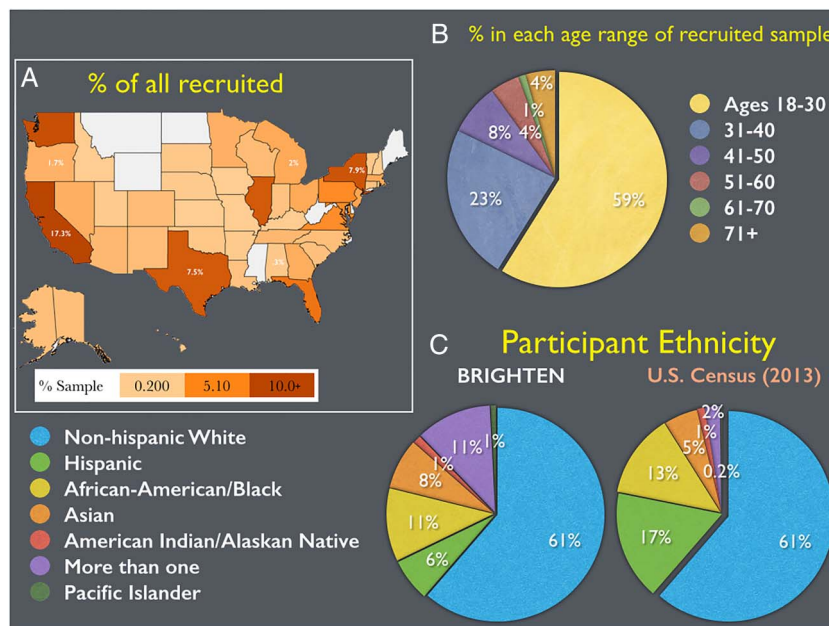 A
% of all recruited
1.7%
2%
7.9%
17.3%
7.5%
.3%
% Sample 0.200 5.10 10.0+
B % in each age range of recruited sample
4%
1%
4%
8%
23%
59%
Ages 18-30
31-40
41-50
51-60
61-70
71+
C Participant Ethnicity
BRIGHTEN
U.S. Census (2013)
Non-hispanic White
Hispanic
African-American/Black
Asian
American Indian/Alaskan Native
More than one
Pacific Islander
11%
1%
1%
8%
11%
6%
61%
2%
1%
5%
0.2%
13%
17%
61%